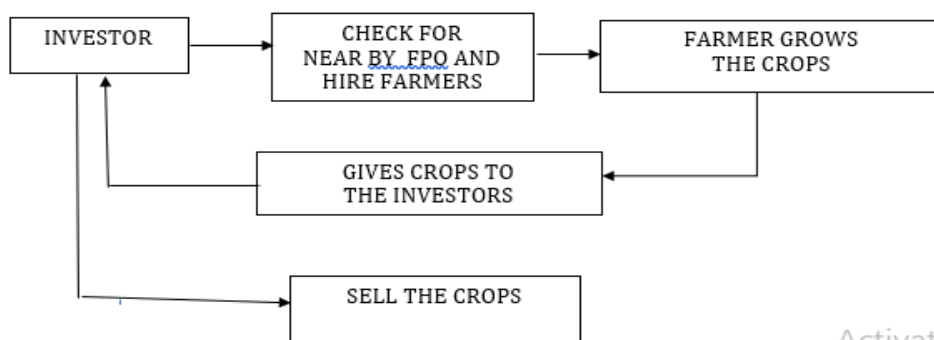 INVESTOR
CHECK FOR
NEAR BY FPO AND
HIRE FARMERS
FARMER GROWS
THE CROPS
GIVES CROPS TO
THE INVESTORS
SELL THE CROPS